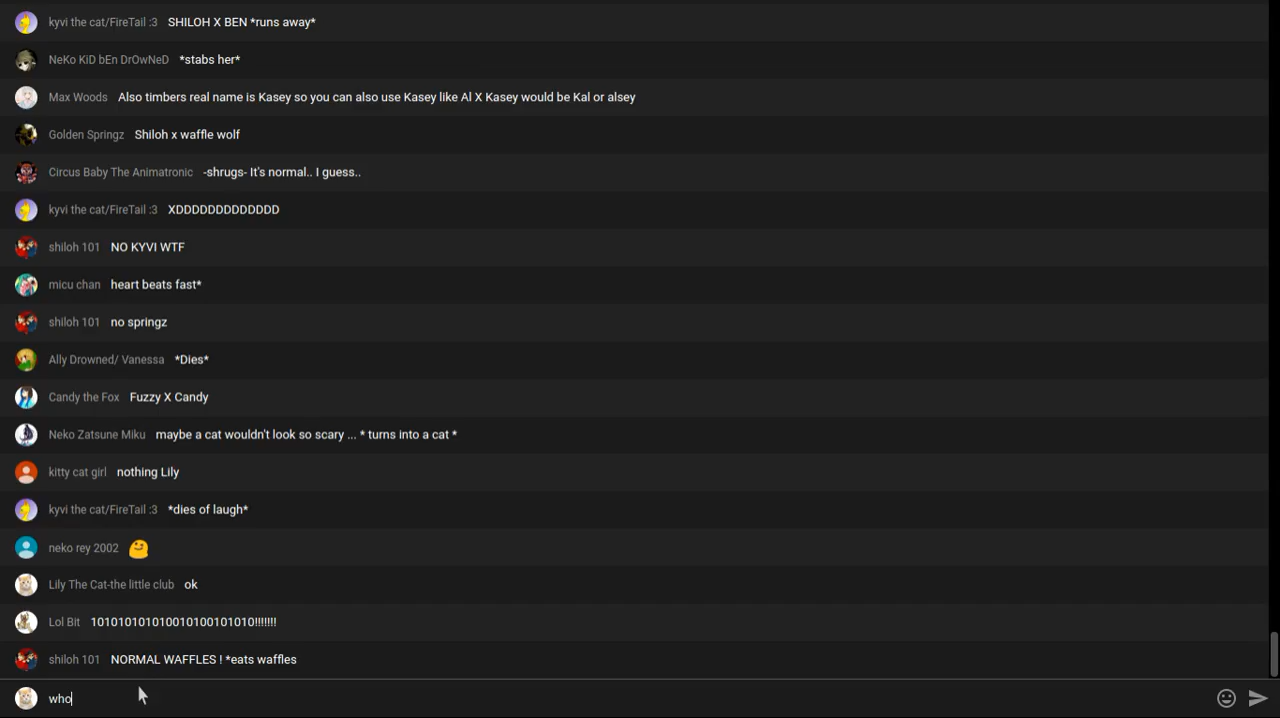 kyvi the cat/FireTail :3 SHILOH X BEN *runs away*
NeKo KiD bEn DrOwNeD *stabs her*
Max Woods Also timbers real name is Kasey so you can also use Kasey like Al X Kasey would be Kal or alsey
Golden Springz Shiloh x waffle wolf
Circus Baby The Animatronic -shrugs- It's normal.. I guess..
kyvi the cat/FireTail :3 XDDDDDDDDDDDDD
shiloh 101 NO KYVI WTF
micu chan heart beats fast*
shiloh 101 no springz
Ally Drowned/ Vanessa *Dies*
Candy the Fox Fuzzy X Candy
Neko Zatsune Miku maybe a cat wouldn't look so scary ... * turns into a cat *
kitty cat girl nothing Lily
kyvi the cat/FireTail :3 *dies of laugh*
neko rey 2002
Lily The Cat-the little club ok
Lol Bit 101010101010010100101010!!!!!!!
shiloh 101 NORMAL WAFFLES ! *eats waffles
who